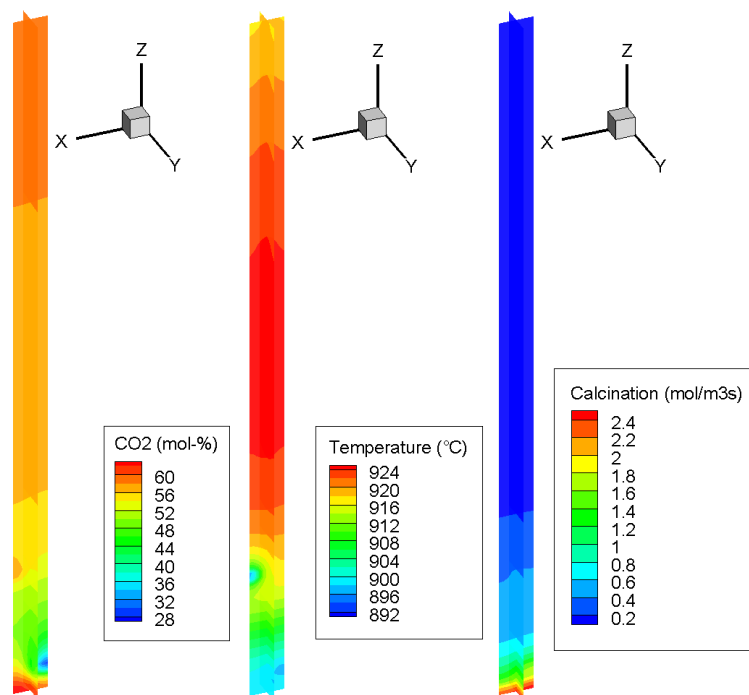 Z
X
Y
Z
X
Y
Z
X
Y
CO2 (mol-%)
60
56
52
48
44
40
36
32
28
Temperature (°C)
924
920
916
912
908
904
900
896
892
Calcination (mol/m3s)
2.4
2.2
2
1.8
1.6
1.4
1.2
1
0.8
0.6
0.4
0.2